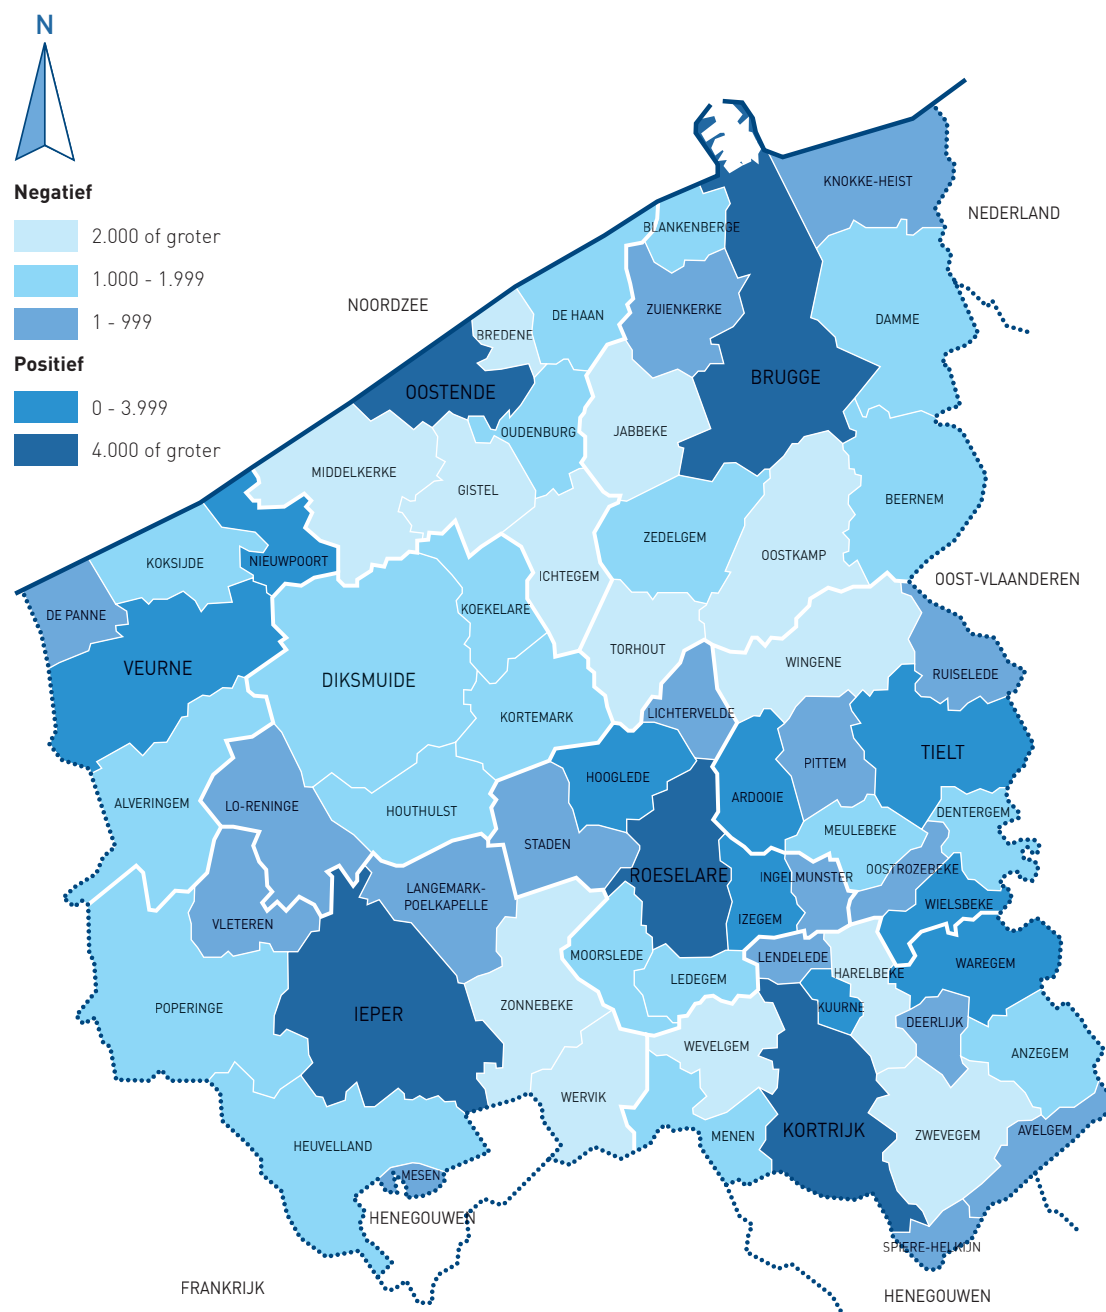 N
Negatief
2.000 of groter
1.000 - 1.999
1 - 999
Positief
0 - 3.999
4.000 of groter
KNOKKE-HEIST
NEDERLAND
BLANKENBERGE
NOORDZEE
ZUIENKERKE
DE HAAN
DAMME
BREDENE
BRUGGE
OOSTENDE
OUDENBURG
JABBEKE
MIDDELKERKE
GISTEL
BEERNEM
ZEDELGEM
OOSTKAMP
KOKSIJDE
NIEUWPOORT
ICHTEGEM
OOST-VLAANDEREN
DE PANNE
KOEKELARE
TORHOUT
VEURNE
WINGENE
DIKSMUIDE
RUISELEDE
KORTEMARK
LICHTERVELDE
TIELT
PITTEM
HOOGLEDE
ARDOOIE
ALVERINGEM
LO-RENINGE
HOUTHULST
DENTERGEM
MEULEBEKE
STADEN
OOSTROZEBEKE
ROESELARE
INGELMUNSTER
LANGEMARK-
POELKAPELLE
WIELSBEKE
IZEGEM
VLETEREN
MOORSLEDE
LENDELEDE
WAREGEM
HARELBEKE
LEDEGEM
POPERINGE
ZONNEBEKE
IEPER
KUURNE
DEERLIJK
WEVELGEM
ANZEGEM
WERVIK
KORTRIJK
AVELGEM
MENEN
ZWEVEGEM
HEUVELLAND
MESEN
HENEGOUWEN
SPIERE-HELKIJN
FRANKRIJK
HENEGOUWEN